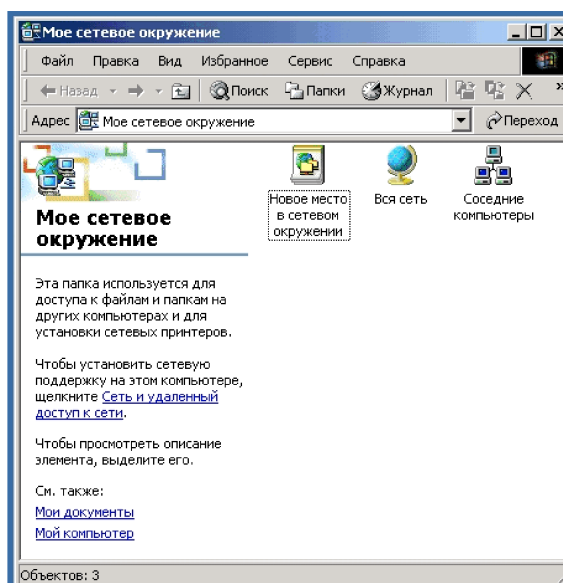 Мое сетевое окружение
Файл Правка Вид Избранное Сервис Справка
Назад Поиск Папки Журнал »
Адрес Мое сетевое окружение Переход
Мое сетевое
окружение
Эта папка используется для
доступа к файлам и папкам на
других компьютерах и для
установки сетевых принтеров.
Чтобы установить сетевую
поддержку на этом компьютере,
щелкните Сеть и удаленный
доступ к сети.
Чтобы просмотреть описание
элемента, выделите его.
См. также:
Мои документы
Мой компьютер
Новое место
в сетевом
окружении
Вся сеть
Соседние
компьютеры
Объектов: 3